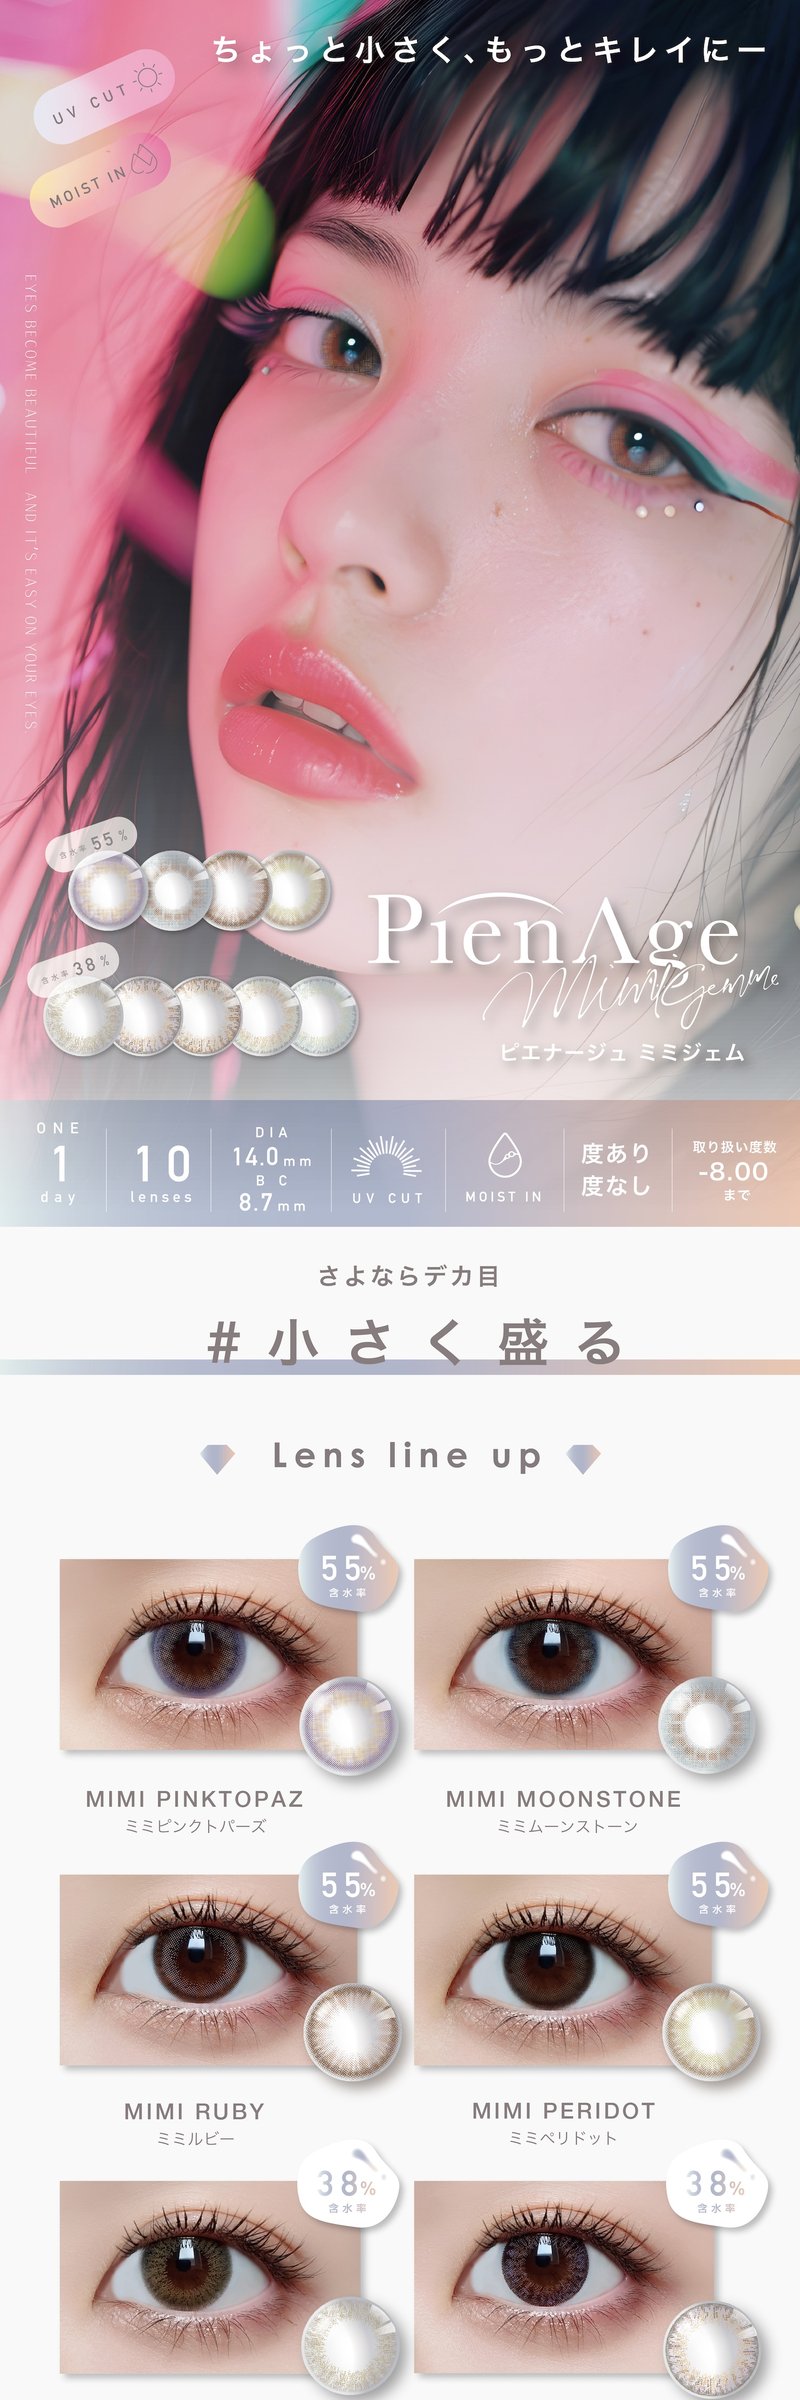 ちょっと小さく、もっとキレイにー
UV CUT
MOIST IN
EYES BECOME BEAUTIFUL AND IT'S EASY ON YOUR EYES.
含水率 55%
含水率 38%
PienAge
MimiGemme
ピエナージュ ミミジェム
ONE
1
day
10
lenses
DIA
14.0mm
BC
8.7mm
UV CUT
MOIST IN
度あり
度なし
取り扱い度数
-8.00
まで
さよならデカ目
#小さく盛る
Lens line up
55%
含水率
55%
含水率
MIMI PINKTOPAZ
ミミピンクトパーズ
MIMI MOONSTONE
ミミムーンストーン
55%
含水率
55%
含水率
MIMI RUBY
ミミルビー
MIMI PERIDOT
ミミペリドット
38%
含水率
38%
含水率